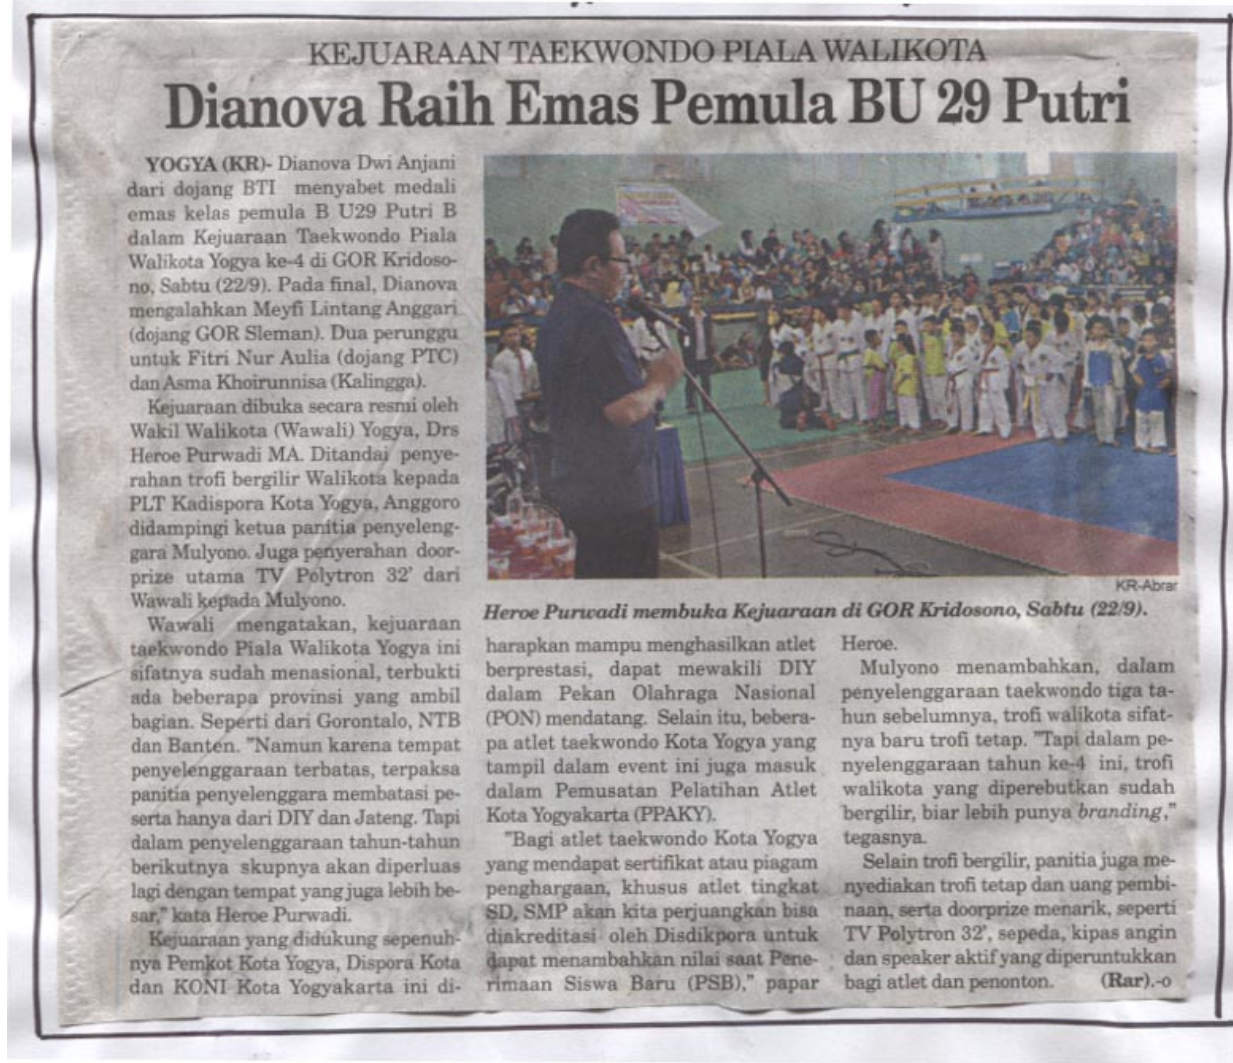 KEJUARAAN TAEKWONDO PIALA WALIKOTA
Dianova Raih Emas Pemula BU 29 Putri
YOGYA (KR)- Dianova Dwi Anjani
dari dojang BTI menyabet medali
emas kelas pemula B U29 Putri B
dalam Kejuaraan Taekwondo Piala
Walikota Yogya ke-4 di GOR Kridoso-
no, Sabtu (22/9). Pada final, Dianova
mengalahkan Meyfi Lintang Anggari
(dojang GOR Sleman). Dua perunggu
untuk Fitri Nur Aulia (dojang PTC)
dan Asma Khoirunnisa (Kalingga).
Kejuaraan dibuka secara resmi oleh
Wakil Walikota (Wawali) Yogya, Drs
Heroe Purwadi MA. Ditandai penye-
rahan trofi bergilir Walikota kepada
PLT Kadispora Kota Yogya, Anggoro
didampingi ketua panitia penyeleng-
gara Mulyono. Juga penyerahan door-
prize utama TV Polytron 32' dari
Wawali kepada Mulyono.
Wawali mengatakan, kejuaraan
taekwondo Piala Walikota Yogya ini
sifatnya sudah menasional, terbukti
ada beberapa provinsi yang ambil
bagian. Seperti dari Gorontalo, NTB
dan Banten. "Namun karena tempat
penyelenggaraan terbatas, terpaksa
panitia penyelenggara membatasi pe-
serta hanya dari DIY dan Jateng. Tapi
dalam penyelenggaraan tahun-tahun
berikutnya skupnya akan diperluas
lagi dengan tempat yang juga lebih be-
sar," kata Heroe Purwadi.
Kejuaraan yang didukung sepenuh-
nya Pemkot Kota Yogya, Dispora Kota
dan KONI Kota Yogyakarta ini di-
KR-Abrar
Heroe Purwadi membuka Kejuaraan di GOR Kridosono, Sabtu (22/9).
harapkan mampu menghasilkan atlet
berprestasi, dapat mewakili DIY
dalam Pekan Olahraga Nasional
(PON) mendatang. Selain itu, bebera-
pa atlet taekwondo Kota Yogya yang
tampil dalam event ini juga masuk
dalam Pemusatan Pelatihan Atlet
Kota Yogyakarta (PPAKY).
"Bagi atlet taekwondo Kota Yogya
yang mendapat sertifikat atau piagam
penghargaan, khusus atlet tingkat
SD, SMP akan kita perjuangkan bisa
diakreditasi oleh Disdikpora untuk
dapat menambahkan nilai saat Pene-
rimaan Siswa Baru (PSB)," papar
Heroe.
Mulyono menambahkan, dalam
penyelenggaraan taekwondo tiga ta-
hun sebelumnya, trofi walikota sifat-
nya baru trofi tetap. "Tapi dalam pe-
nyelenggaraan tahun ke-4 ini, trofi
walikota yang diperebutkan sudah
bergilir, biar lebih punya branding,"
tegasnya.
Selain trofi bergilir, panitia juga me-
nyediakan trofi tetap dan uang pembi-
naan, serta doorprize menarik, seperti
TV Polytron 32', sepeda, kipas angin
dan speaker aktif yang diperuntukkan
bagi atlet dan penonton. (Rar).-o